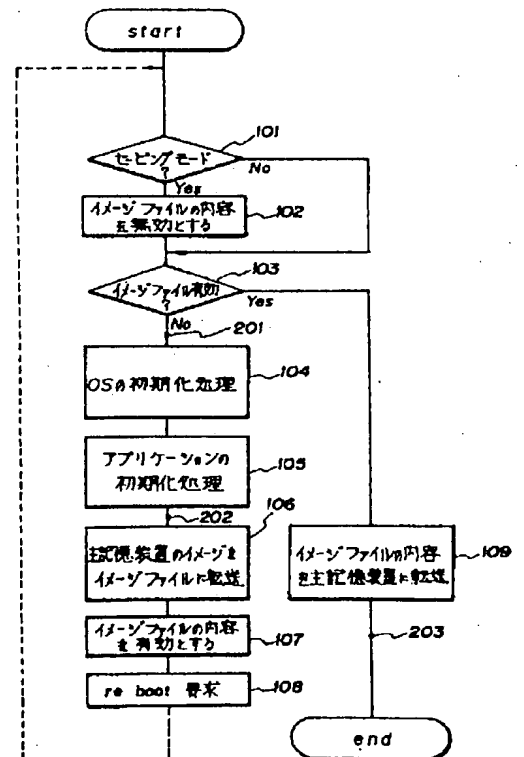 start
101
セービングモード
?
No
Yes
イメージファイルの内容
を無効とする
102
103
イメージファイル有効
?
Yes
No
201
OSの初期化処理
104
アプリケーションの
初期化処理
105
202
106
主記憶装置のイメージを
イメージファイルに転送
イメージファイルの内容
を主記憶装置に転送
109
イメージファイルの内容
を有効とする
107
203
re boot 要求
108
end